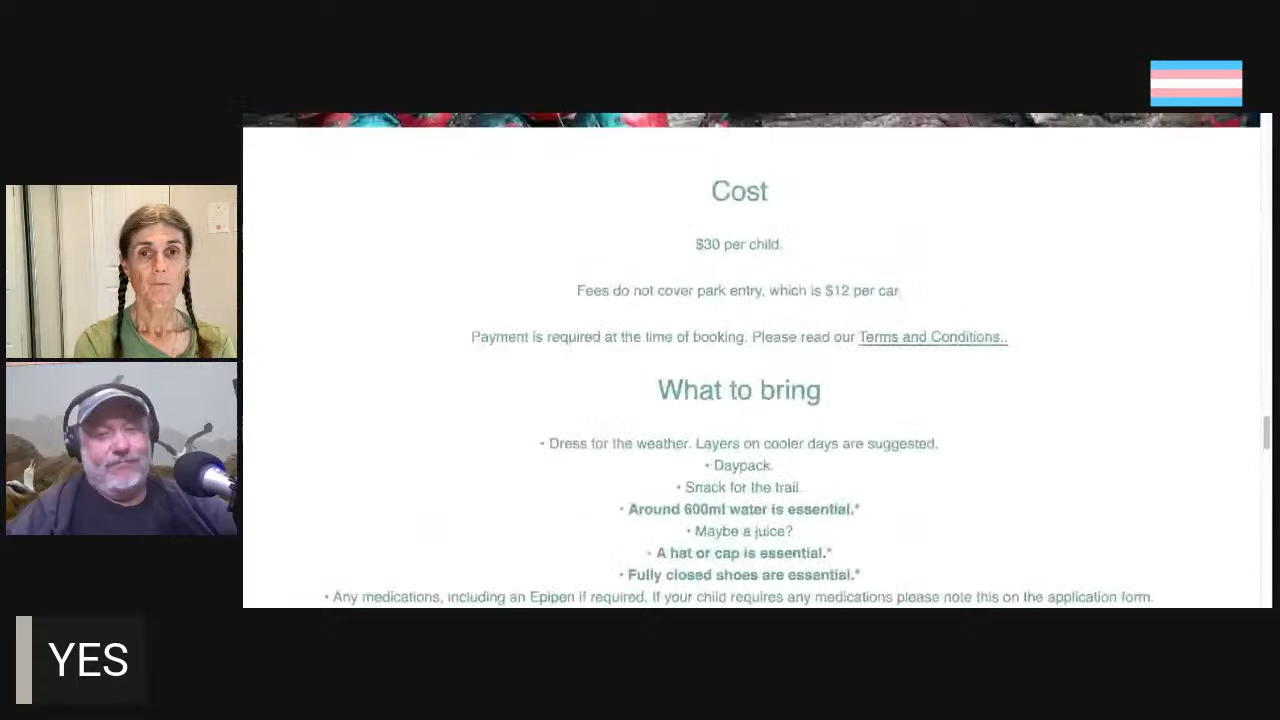 Cost
$30 per child.
Fees do not cover park entry, which is $12 per car
Payment is required at the time of booking. Please read our Terms and Conditions..
What to bring
• Dress for the weather. Layers on cooler days are suggested.
• Daypack.
• Snack for the trail.
• Around 600ml water is essential.*
• Maybe a juice?
• A hat or cap is essential.*
• Fully closed shoes are essential.*
• Any medications, including an Epipen if required. If your child requires any medications please note this on the application form.
YES